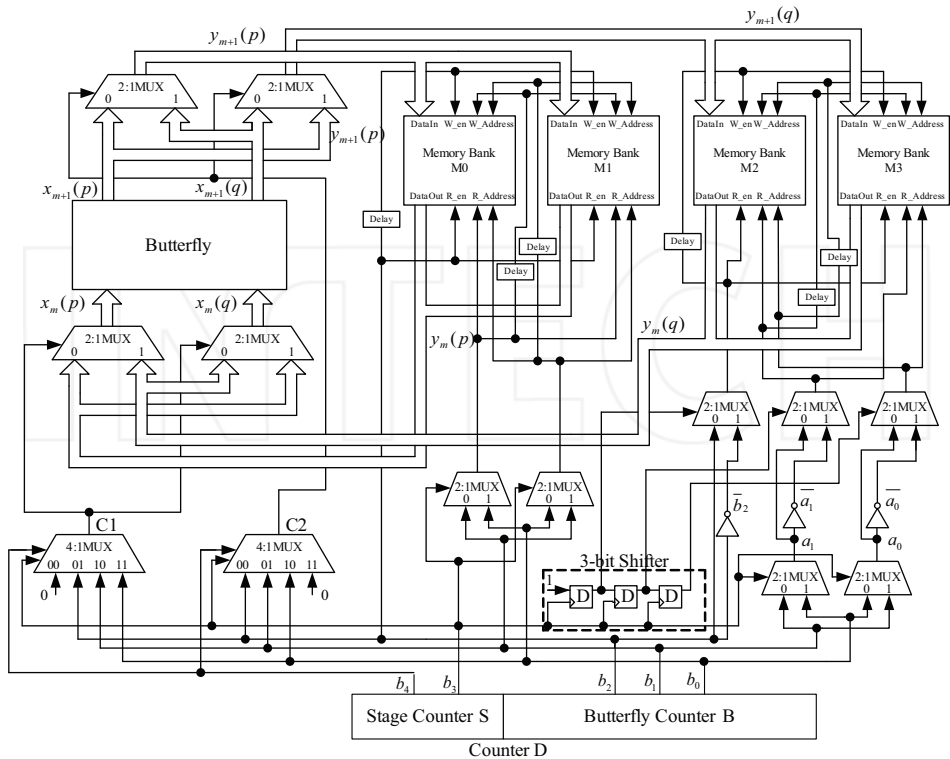 y_{m+1}(p)
y_{m+1}(q)
2:1MUX
0 1
2:1MUX
0 1
y_{m+1}(p)
DataIn W_en W_Address
Memory Bank
M0
DataOut R_en R_Address
DataIn W_en W_Address
Memory Bank
M1
DataOut R_en R_Address
DataIn W_en W_Address
Memory Bank
M2
DataOut R_en R_Address
DataIn W_en W_Address
Memory Bank
M3
DataOut R_en R_Address
x_{m+1}(p)
x_{m+1}(q)
Butterfly
Delay
Delay
Delay
Delay
Delay
Delay
INTECH
x_m(p)
x_m(q)
2:1MUX
0 1
2:1MUX
0 1
y_m(p)
y_m(q)
2:1MUX
0 1
2:1MUX
0 1
2:1MUX
0 1
2:1MUX
0 1
2:1MUX
0 1
b̅_2
a̅_1
a̅_0
a_1
a_0
C1
4:1MUX
00 01 10 11
0
C2
4:1MUX
00 01 10 11
0
3-bit Shifter
1
D
D
D
2:1MUX
0 1
2:1MUX
0 1
b_4
b_3
b_2
b_1
b_0
Stage Counter S
Butterfly Counter B
Counter D